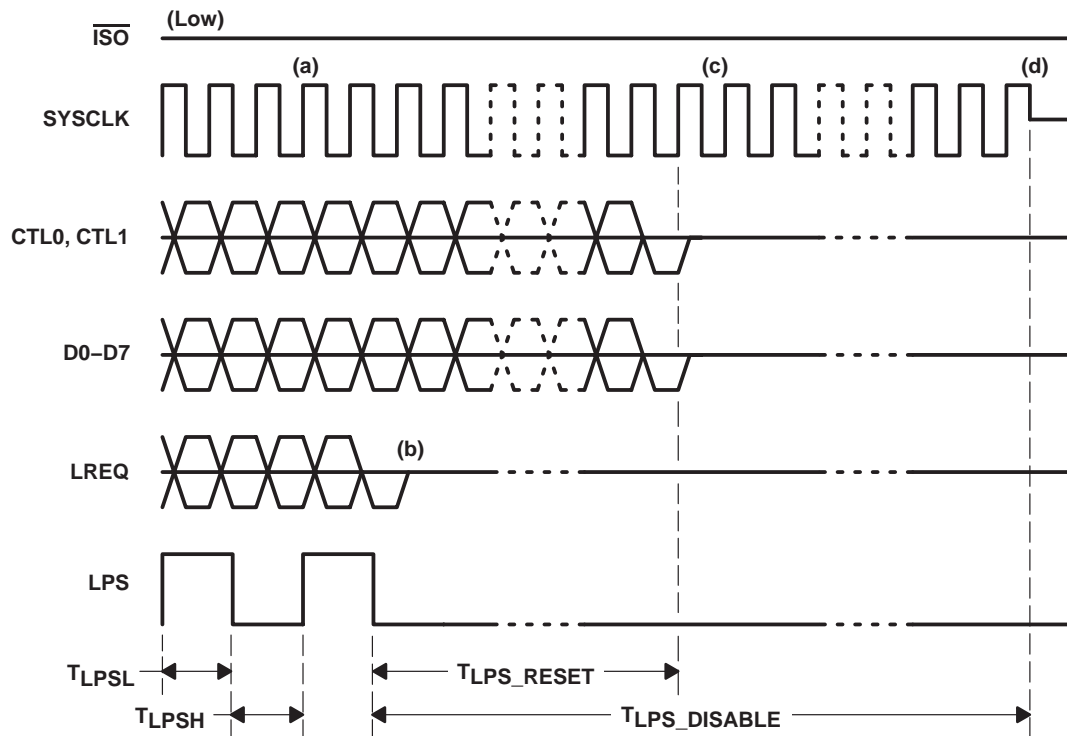 (Low)
ISO
(a)
(c)
(d)
SYSCLK
CTL0, CTL1
D0–D7
(b)
LREQ
LPS
TLPSL
TLPS_RESET
TLPSH
TLPS_DISABLE